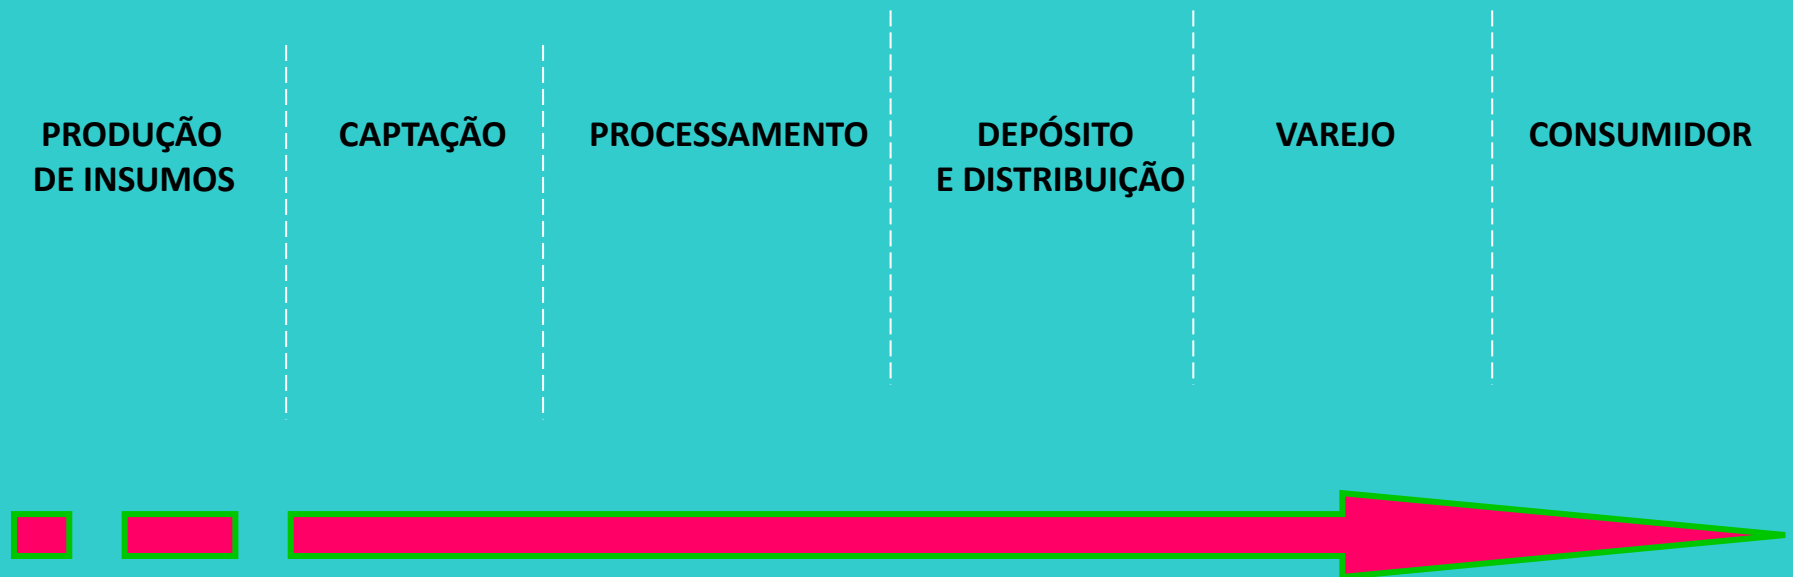 PRODUÇÃO
DE INSUMOS
CAPTAÇÃO
PROCESSAMENTO
DEPÓSITO
E DISTRIBUIÇÃO
VAREJO
CONSUMIDOR